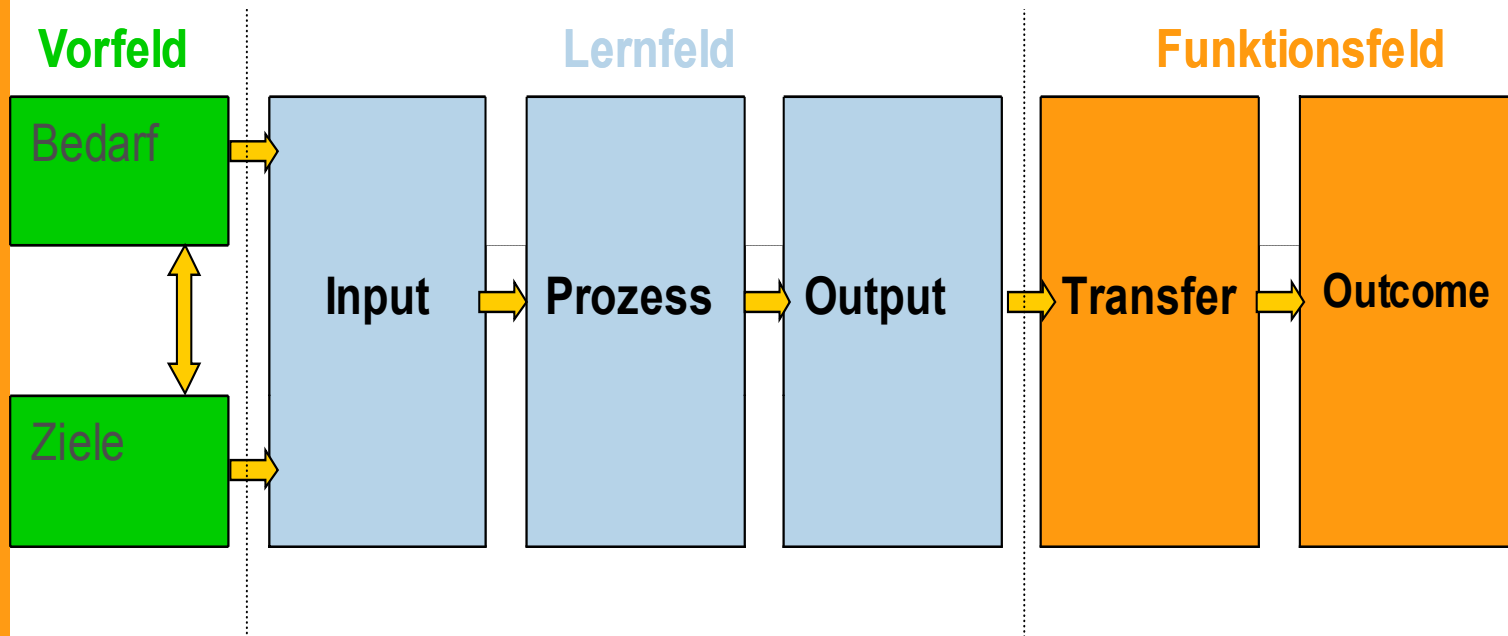 Vorfeld
Lernfeld
Funktionsfeld
Bedarf
Ziele
Input
Prozess
Output
Transfer
Outcome